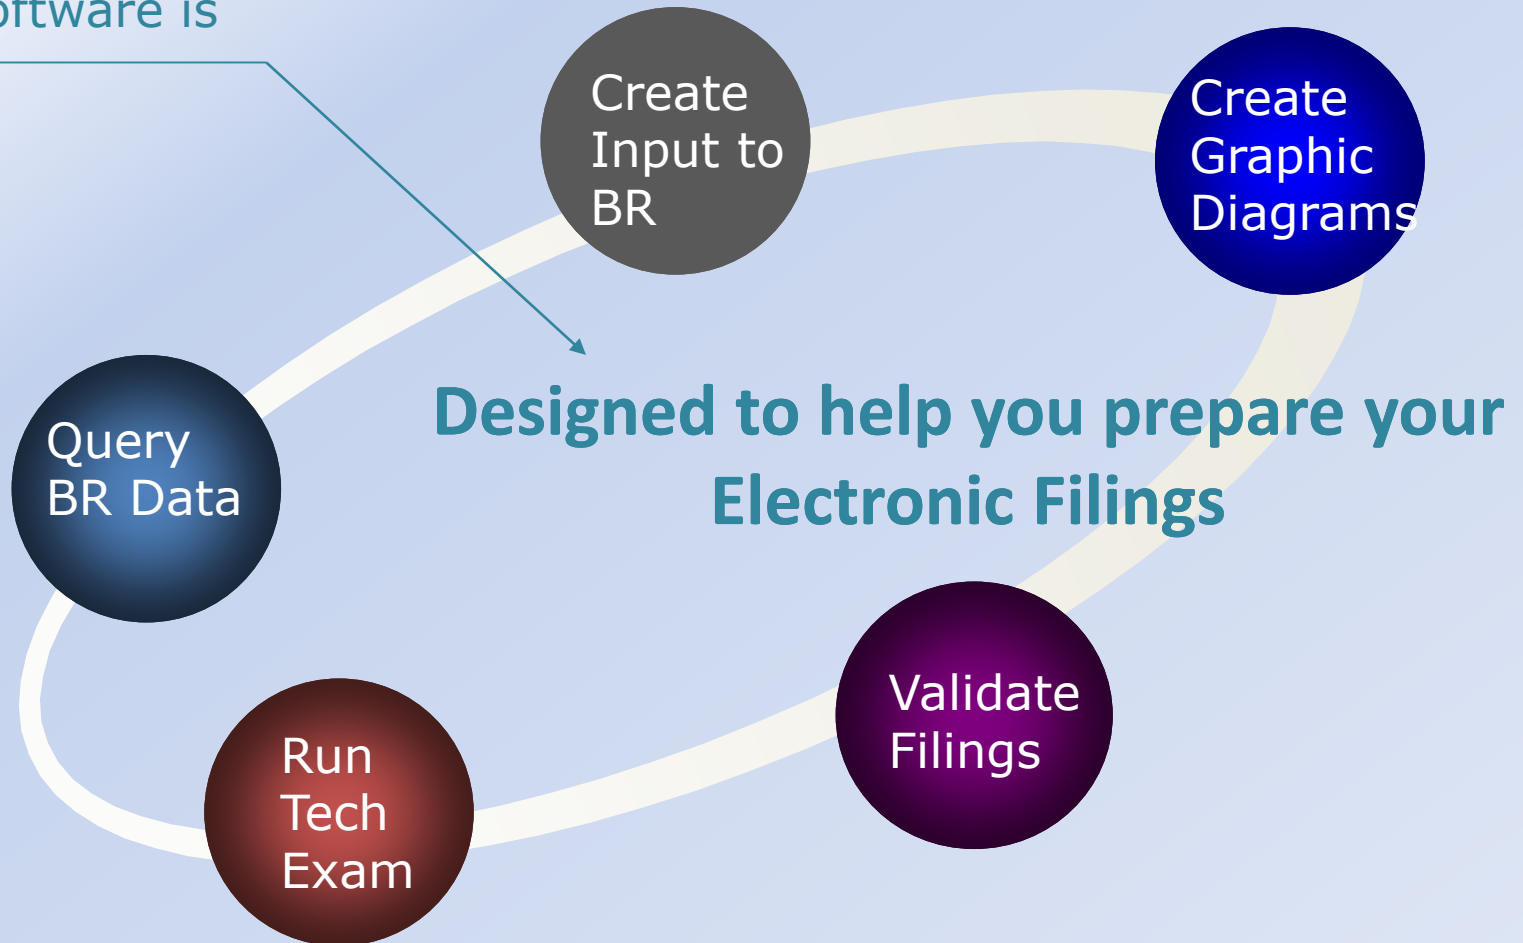 is
Create
Input to
BR
Create
Graphic
Diagrams
Designed to help you prepare your
Electronic Filings
Query
BR Data
Validate
Filings
Run
Tech
Exam